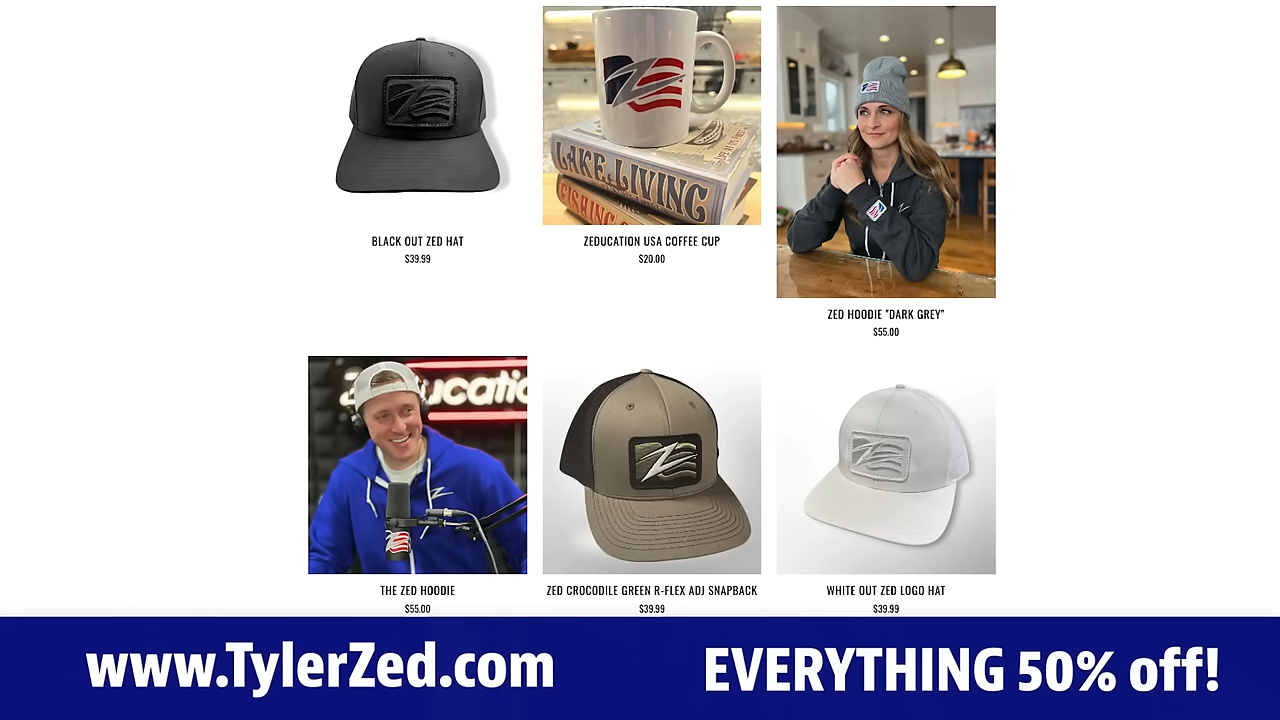 LAKE LIVING
FISHING
BLACK OUT ZED HAT
$39.99
ZEDUCATION USA COFFEE CUP
$20.00
ZED HOODIE "DARK GREY"
$55.00
ucatio
THE ZED HOODIE
$55.00
ZED CROCODILE GREEN R-FLEX ADJ SNAPBACK
$39.99
WHITE OUT ZED LOGO HAT
$39.99
www.TylerZed.com
EVERYTHING 50% off!